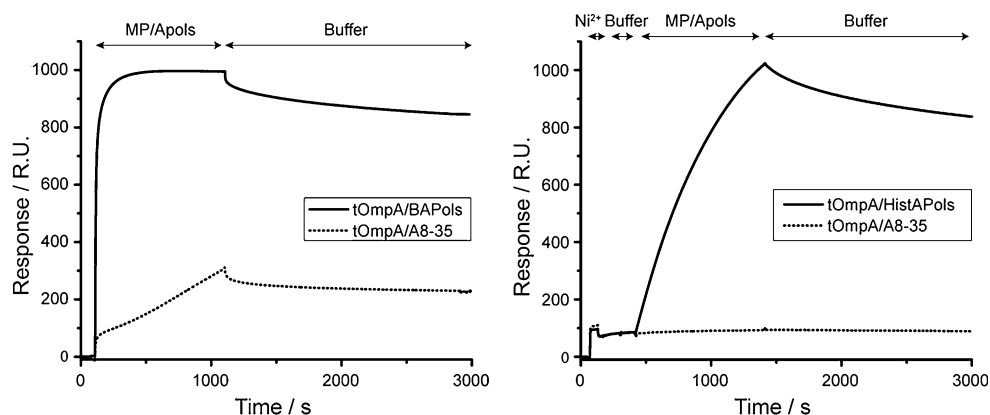 MP/Apols Buffer
1000
800
600
400
200
0
Response / R.U.
tOmpA/BAPols
tOmpA/A8-35
0 1000 2000 3000
Time / s
Ni²⁺ Buffer MP/Apols Buffer
1000
800
600
400
200
0
Response / R.U.
tOmpA/HistAPols
tOmpA/A8-35
0 1000 2000 3000
Time / s